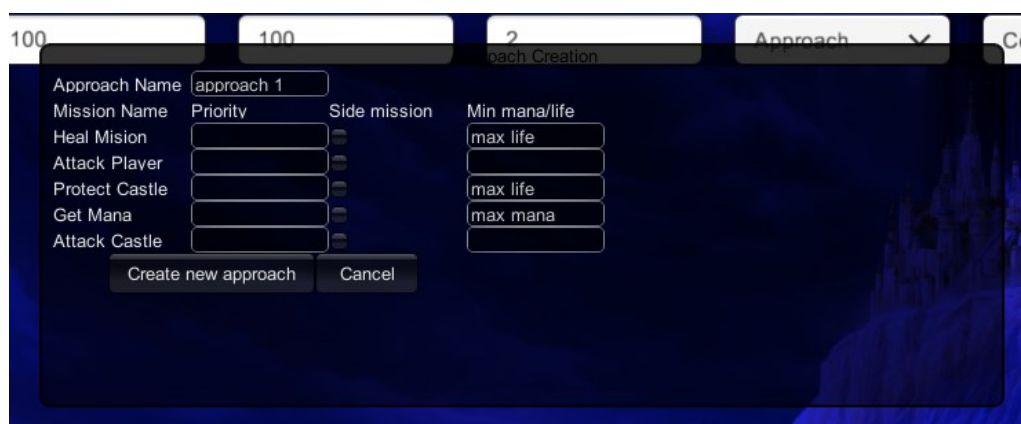 100 100 2 Approach
oach Creation
Approach Name approach 1
Mission Name Priority Side mission Min mana/life
Heal Mision max life
Attack Player
Protect Castle max life
Get Mana max mana
Attack Castle
Create new approach Cancel